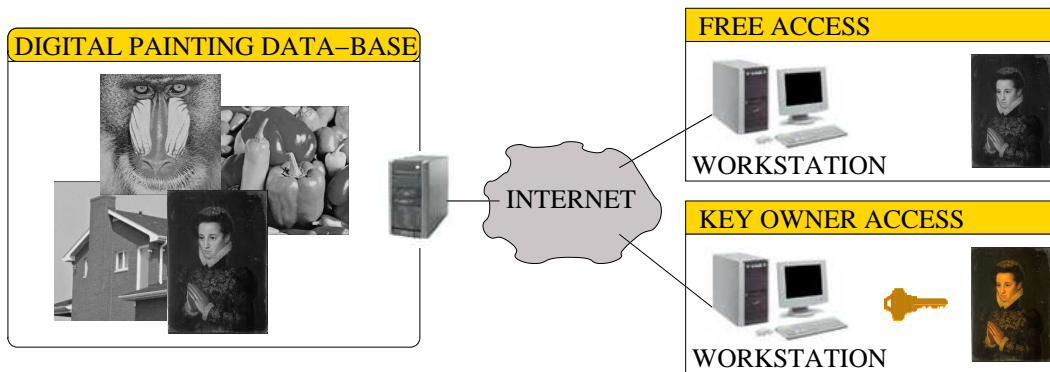 DIGITAL PAINTING DATA–BASE
INTERNET
FREE ACCESS
WORKSTATION
KEY OWNER ACCESS
WORKSTATION